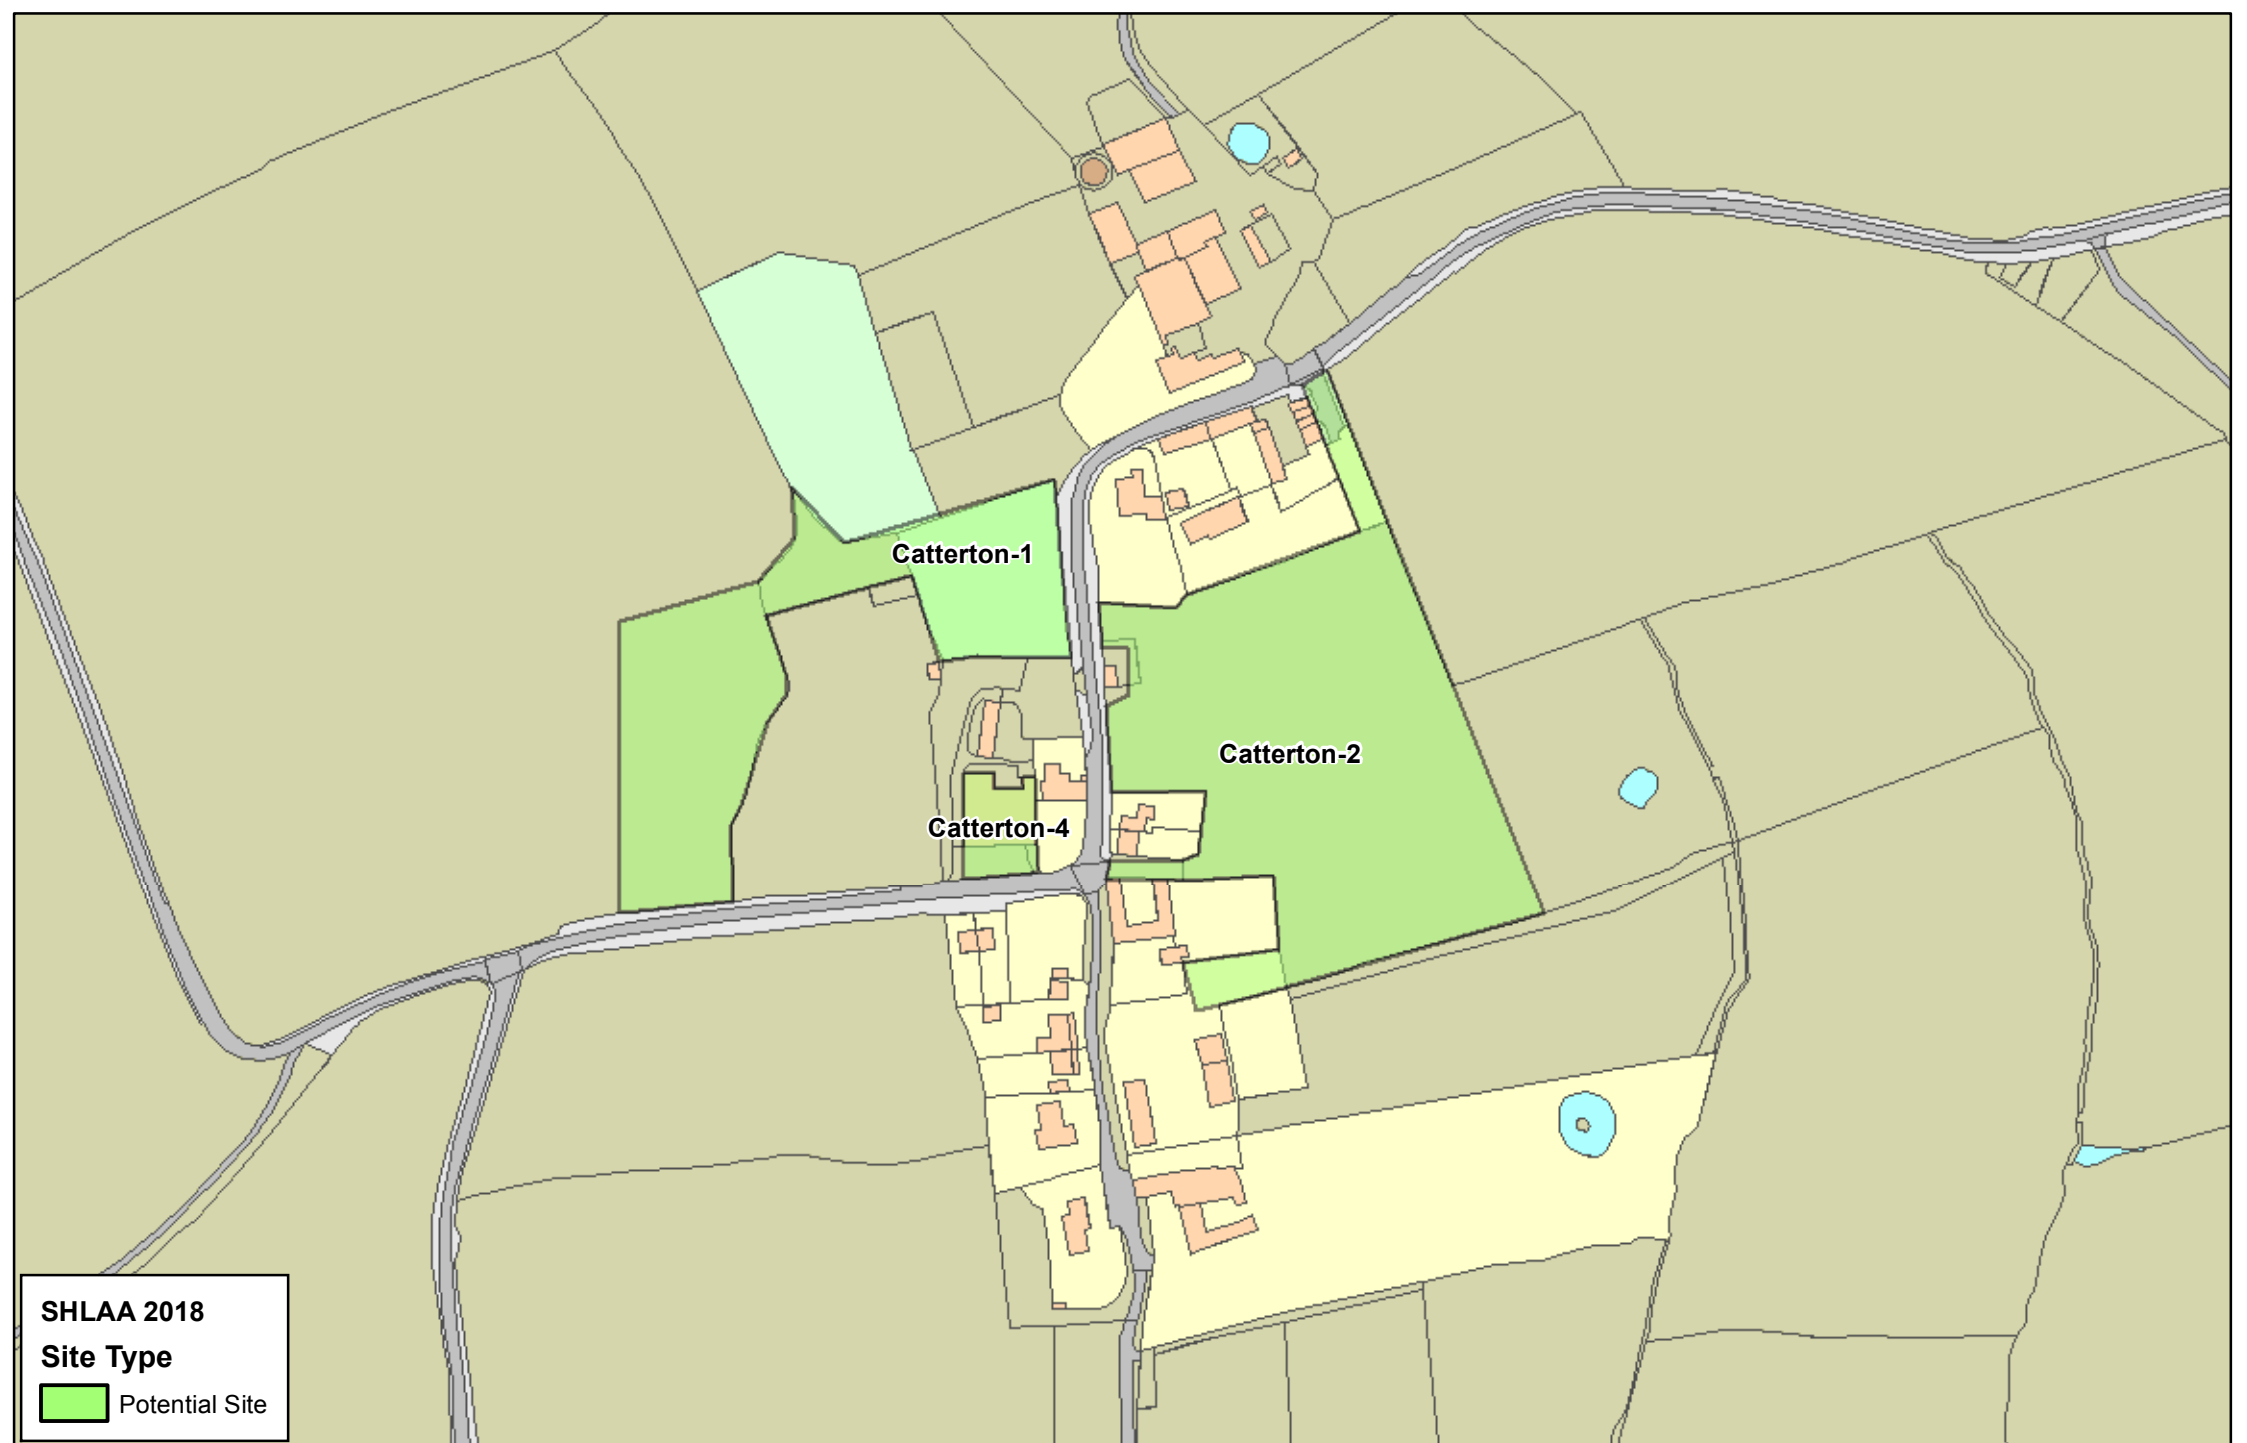 Catterton-1
Catterton-2
Catterton-4
SHLAA 2018
Site Type
Potential Site